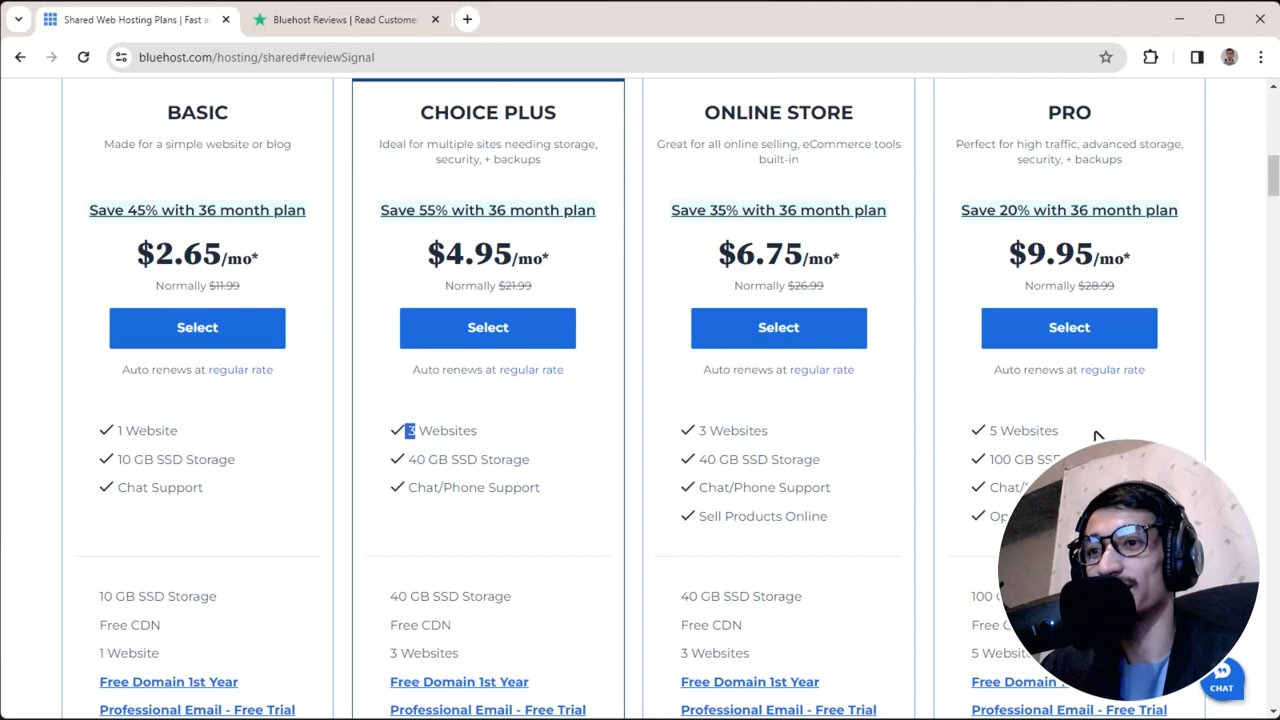 Shared Web Hosting Plans | Fast a
Bluehost Reviews | Read Custome
bluehost.com/hosting/shared#reviewSignal
BASIC
Made for a simple website or blog
Save 45% with 36 month plan
$2.65/mo*
Normally $11.99
Select
Auto renews at regular rate
1 Website
10 GB SSD Storage
Chat Support
10 GB SSD Storage
Free CDN
1 Website
Free Domain 1st Year
Professional Email - Free Trial
CHOICE PLUS
Ideal for multiple sites needing storage,
security, + backups
Save 55% with 36 month plan
$4.95/mo*
Normally $21.99
Select
Auto renews at regular rate
3 Websites
40 GB SSD Storage
Chat/Phone Support
40 GB SSD Storage
Free CDN
3 Websites
Free Domain 1st Year
Professional Email - Free Trial
ONLINE STORE
Great for all online selling, eCommerce tools
built-in
Save 35% with 36 month plan
$6.75/mo*
Normally $26.99
Select
Auto renews at regular rate
3 Websites
40 GB SSD Storage
Chat/Phone Support
Sell Products Online
40 GB SSD Storage
Free CDN
3 Websites
Free Domain 1st Year
Professional Email - Free Trial
PRO
Perfect for high traffic, advanced storage,
security, + backups
Save 20% with 36 month plan
$9.95/mo*
Normally $28.99
Select
Auto renews at regular rate
5 Websites
100 GB SS
Chat/
Op
100
Free
5 Webs
Free Domain
Professional Email - Free Trial
CHAT